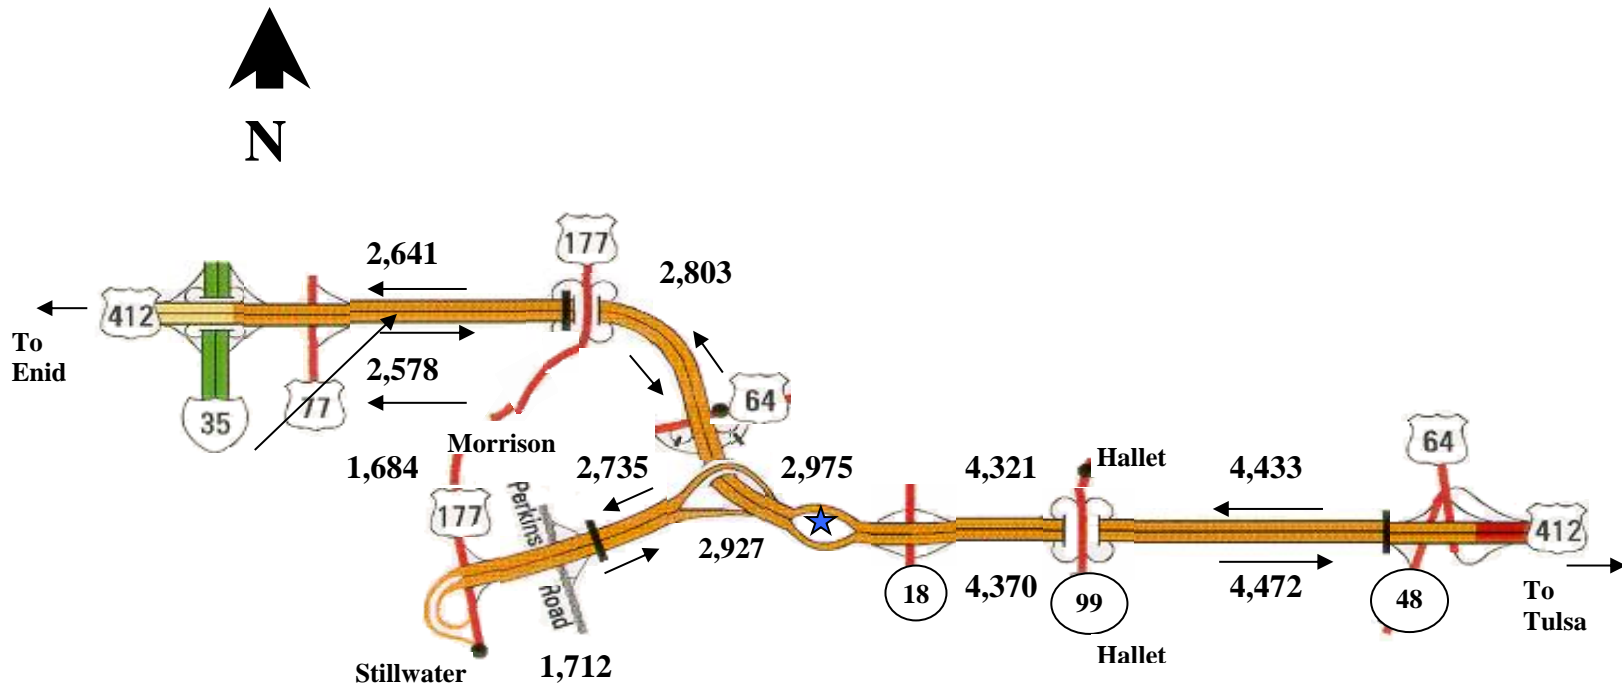 N
177
2,641
2,803
412
To
Enid
2,578
77
35
64
Morrison
1,684
2,735
2,975
4,321
Hallet
4,433
64
177
Perkins
Road
2,927
412
18
4,370
99
4,472
48
To
Tulsa
Stillwater
1,712
Hallet